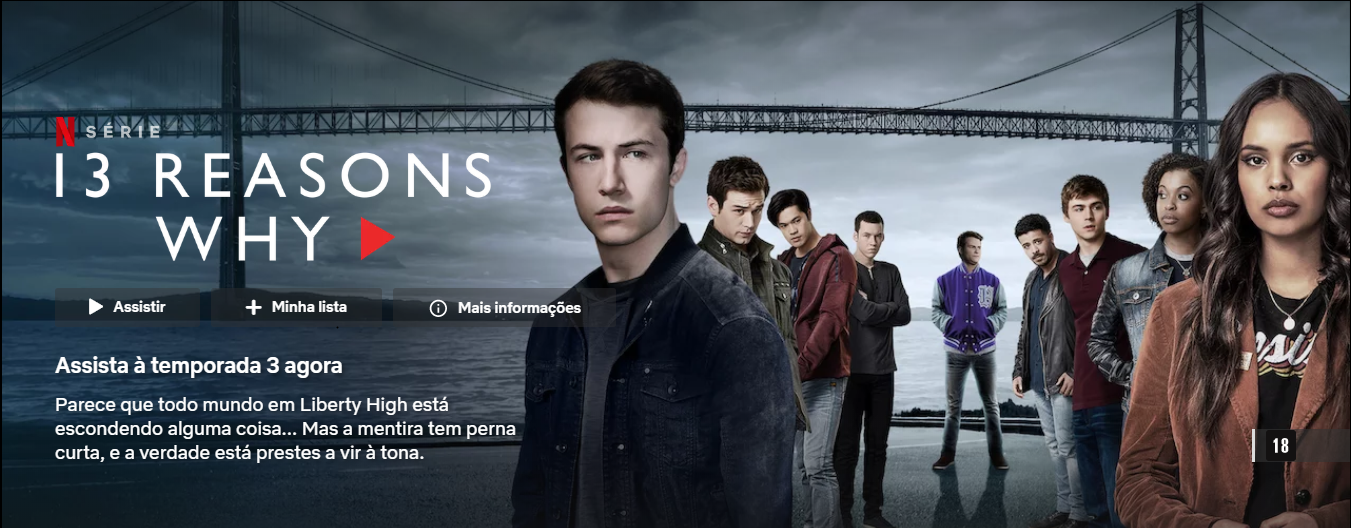 N SÉRIE
13 REASONS
WHY
Assistir
Minha lista
Mais informações
Assista à temporada 3 agora
Parece que todo mundo em Liberty High está
escondendo alguma coisa... Mas a mentira tem perna
curta, e a verdade está prestes a vir à tona.
18